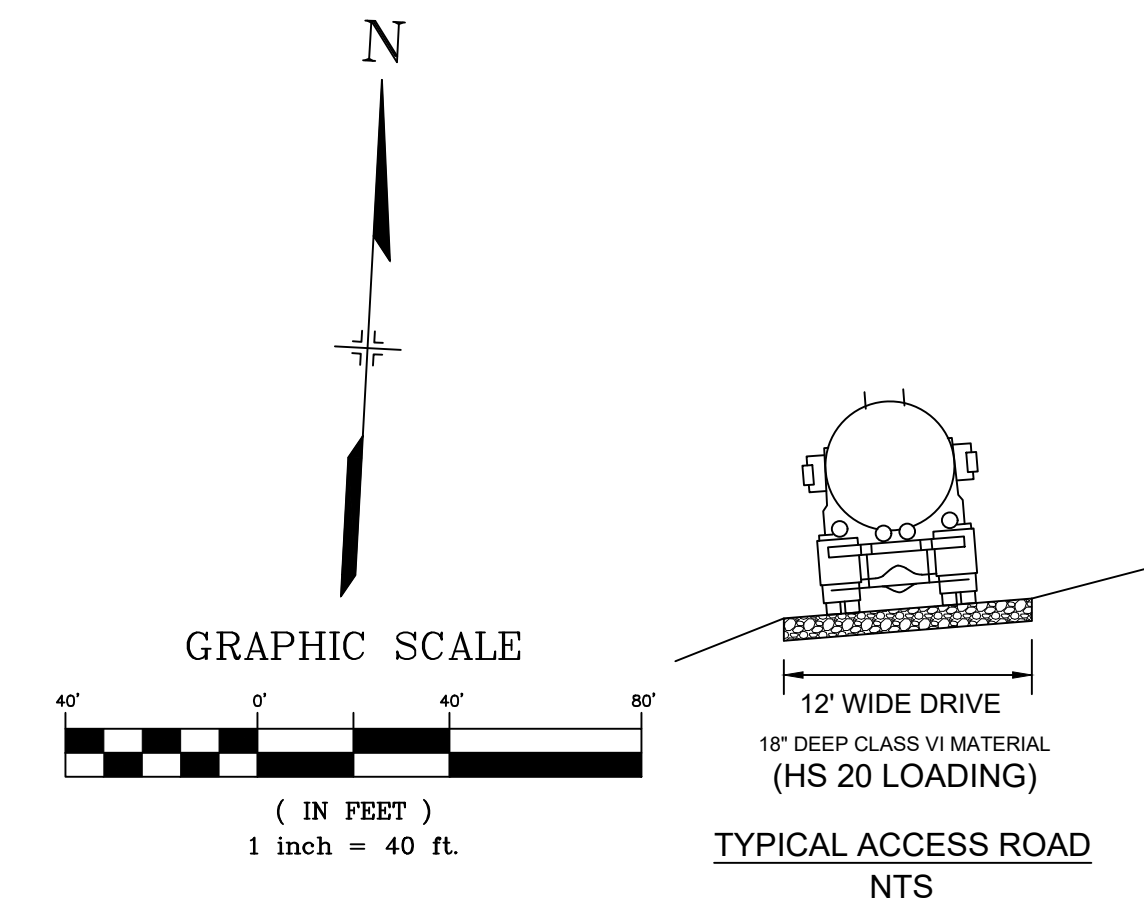 N
GRAPHIC SCALE
40' 0' 40' 80'
( IN FEET )
1 inch = 40 ft.
12' WIDE DRIVE
18" DEEP CLASS VI MATERIAL
(HS 20 LOADING)
TYPICAL ACCESS ROAD
NTS